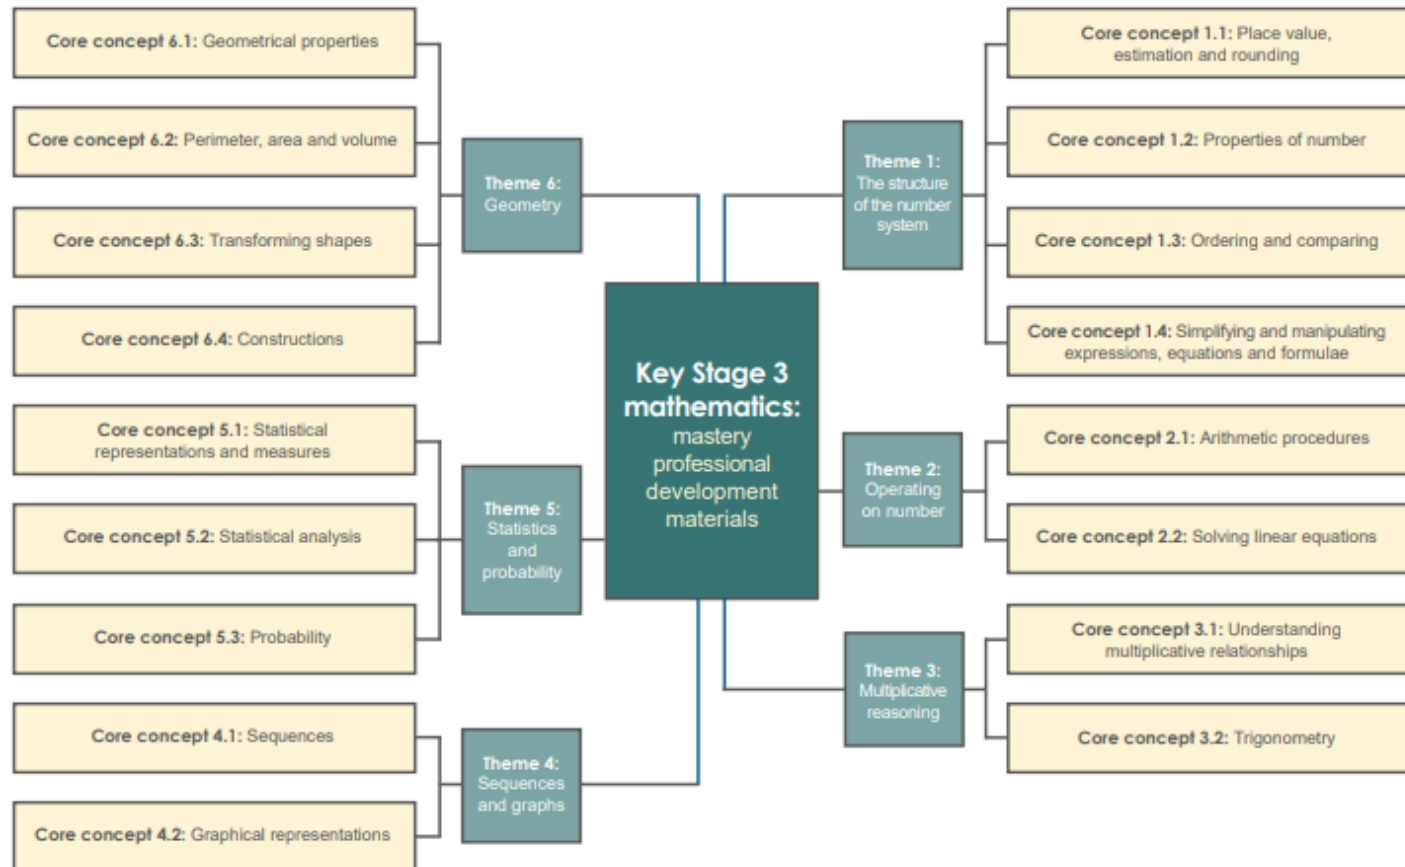 Core concept 6.1: Geometrical properties
Core concept 6.2: Perimeter, area and volume
Core concept 6.3: Transforming shapes
Core concept 6.4: Constructions
Theme 6:
Geometry
Core concept 5.1: Statistical
representations and measures
Core concept 5.2: Statistical analysis
Core concept 5.3: Probability
Theme 5:
Statistics
and
probability
Core concept 4.1: Sequences
Core concept 4.2: Graphical representations
Theme 4:
Sequences
and graphs
Key Stage 3
mathematics:
mastery
professional
development
materials
Theme 1:
The structure
of the number
system
Core concept 1.1: Place value,
estimation and rounding
Core concept 1.2: Properties of number
Core concept 1.3: Ordering and comparing
Core concept 1.4: Simplifying and manipulating
expressions, equations and formulae
Theme 2:
Operating
on number
Core concept 2.1: Arithmetic procedures
Core concept 2.2: Solving linear equations
Theme 3:
Multiplicative
reasoning
Core concept 3.1: Understanding
multiplicative relationships
Core concept 3.2: Trigonometry